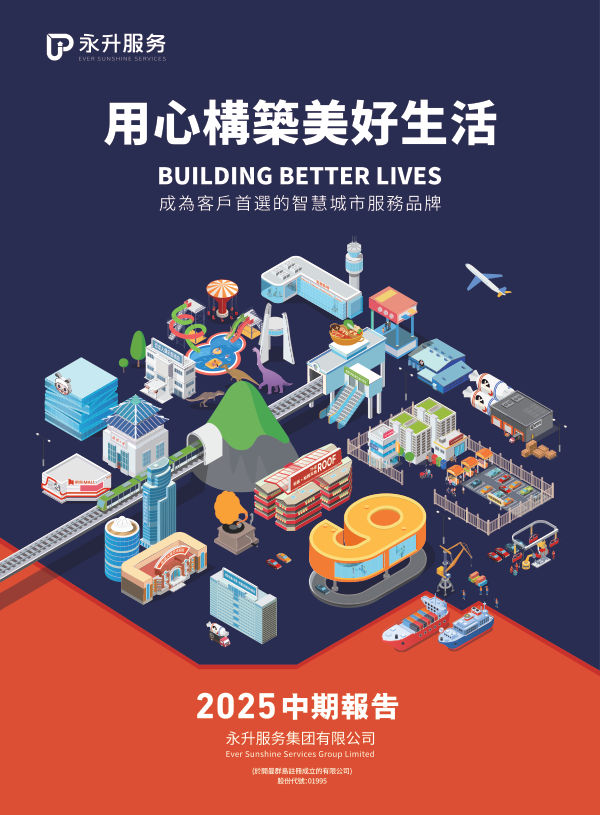 永升服务
EVER SUNSHINE SERVICES
用心構築美好生活
BUILDING BETTER LIVES
成為客戶首選的智慧城市服務品牌
MALL
ROOF
2025中期報告
永升服务集团有限公司
Ever Sunshine Services Group Limited
(於開曼群島註冊成立的有限公司)
股份代號：01995